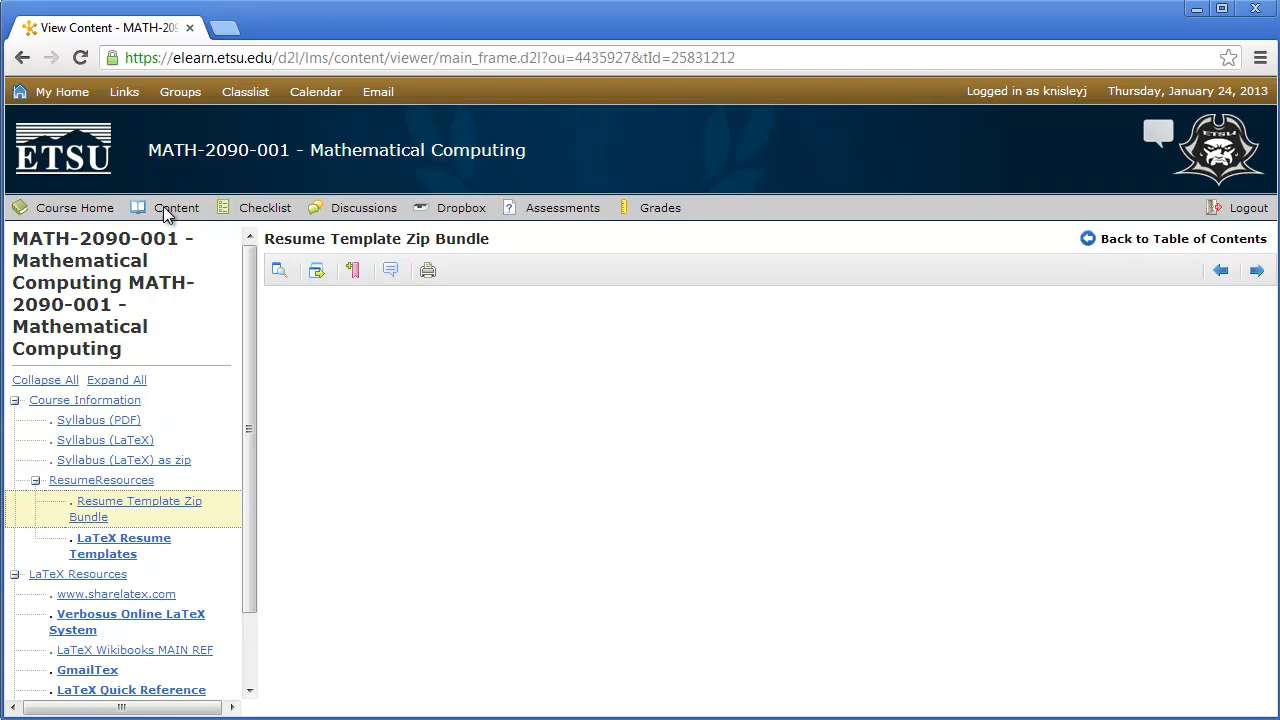 View Content - MATH-209
https://elearn.etsu.edu/d2l/lms/content/viewer/main_frame.d2l?ou=4435927&tId=25831212
My Home Links Groups Classlist Calendar Email Logged in as knisleyj Thursday, January 24, 2013
ETSU MATH-2090-001 - Mathematical Computing ETSU
Course Home Content Checklist Discussions Dropbox Assessments Grades Logout
MATH-2090-001 -
Mathematical
Computing MATH-
2090-001 -
Mathematical
Computing
Collapse All Expand All
Course Information
. Syllabus (PDF)
. Syllabus (LaTeX)
. Syllabus (LaTeX) as zip
ResumeResources
. Resume Template Zip
Bundle
. LaTeX Resume
Templates
LaTeX Resources
. www.sharelatex.com
. Verbosus Online LaTeX
System
. LaTeX Wikibooks MAIN REF
. GmailTex
. LaTeX Quick Reference
Resume Template Zip Bundle
Back to Table of Contents